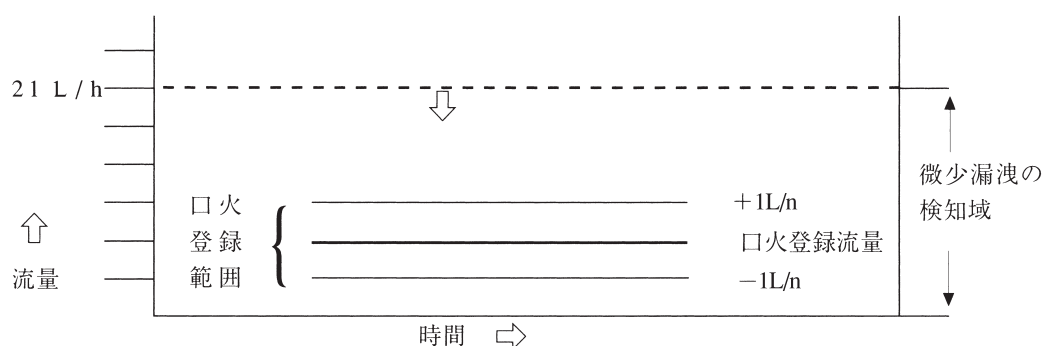 21 L/h
微少漏洩の
検知域
口火
登録
範囲
+1L/n
口火登録流量
−1L/n
流量
時間